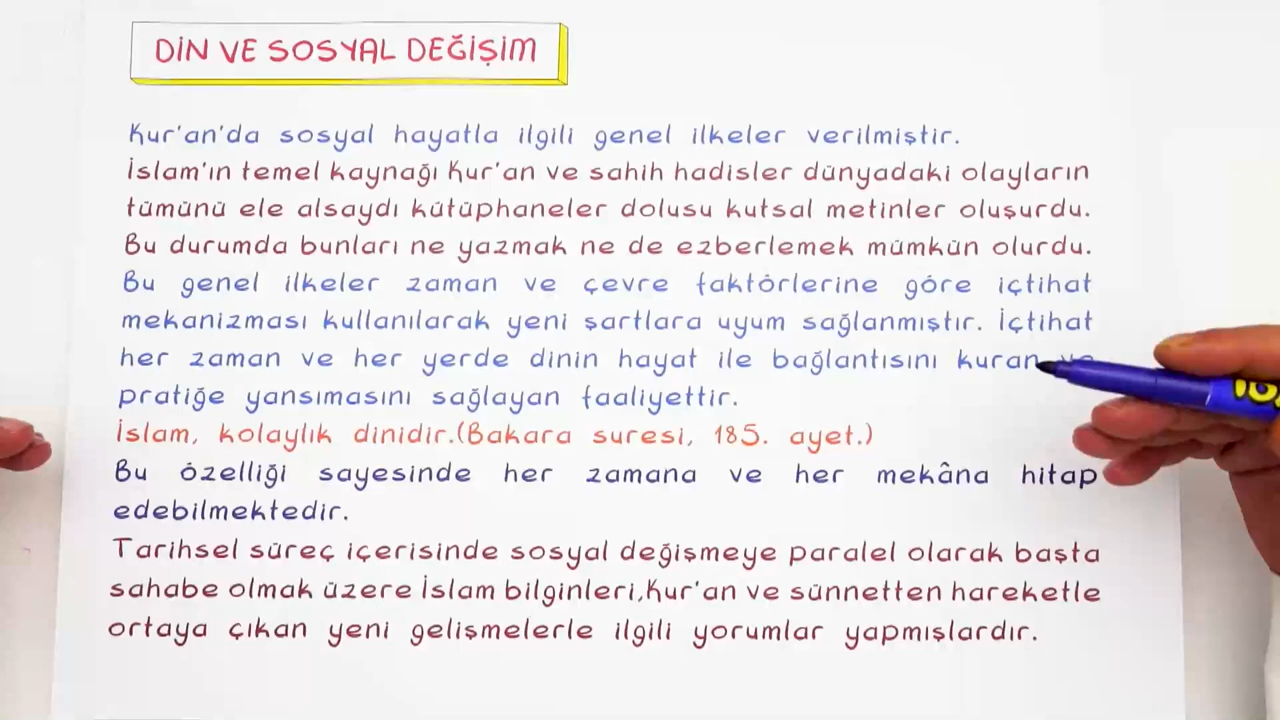 DİN VE SOSYAL DEĞİŞİM
Kur'an'da sosyal hayatla ilgili genel ilkeler verilmiştir.
İslam'ın temel kaynağı Kur'an ve sahih hadisler dünyadaki olayların
tümünü ele alsaydı kütüphaneler dolusu kutsal metinler oluşurdu.
Bu durumda bunları ne yazmak ne de ezberlemek mümkün olurdu.
Bu genel ilkeler zaman ve çevre faktörlerine göre içtihat
mekanizması kullanılarak yeni şartlara uyum sağlanmıştır. İçtihat
her zaman ve her yerde dinin hayat ile bağlantısını kuran
pratiğe yansımasını sağlayan faaliyettir.
İslam, kolaylık dinidir.(Bakara suresi, 185. ayet.)
Bu özelliği sayesinde her zamana ve her mekâna hitap
edebilmektedir.
Tarihsel süreç içerisinde sosyal değişmeye paralel olarak başta
sahabe olmak üzere İslam bilginleri,Kur'an ve sünnetten hareketle
ortaya çıkan yeni gelişmelerle ilgili yorumlar yapmışlardır.